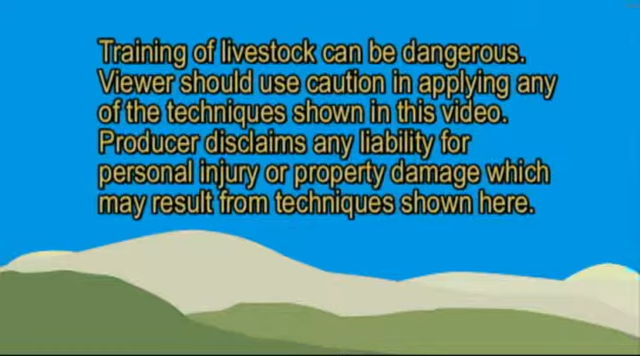 Training of livestock can be dangerous.
Viewer should use caution in applying any
of the techniques shown in this video.
Producer disclaims any liability for
personal injury or property damage which
may result from techniques shown here.